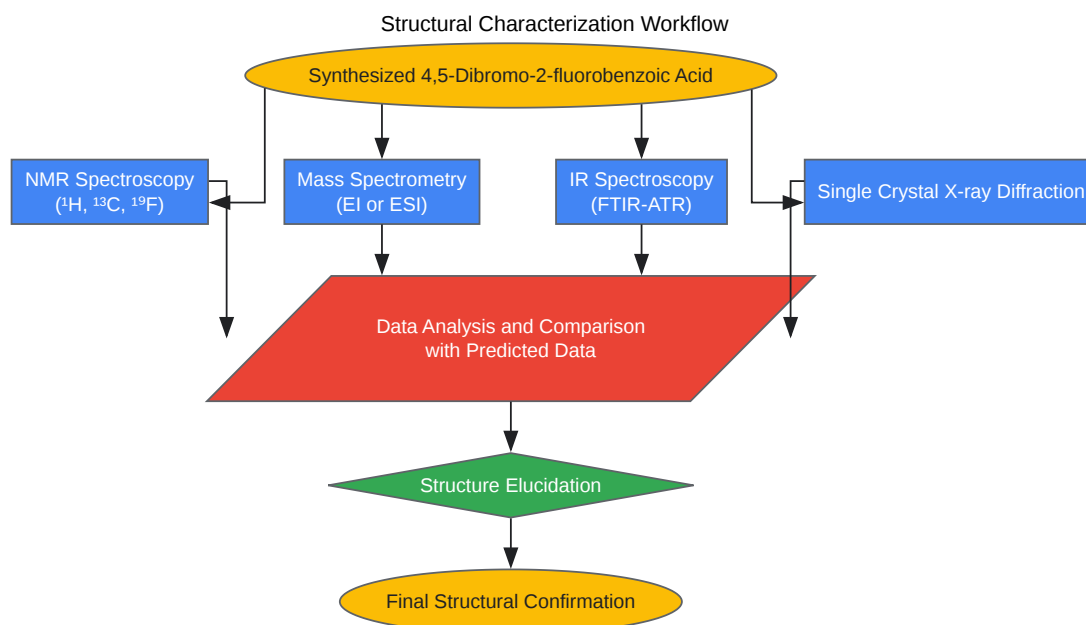 Structural Characterization Workflow
Synthesized 4,5-Dibromo-2-fluorobenzoic Acid
NMR Spectroscopy
(¹H, ¹³C, ¹⁹F)
Mass Spectrometry
(EI or ESI)
IR Spectroscopy
(FTIR-ATR)
Single Crystal X-ray Diffraction
Data Analysis and Comparison
with Predicted Data
Structure Elucidation
Final Structural Confirmation